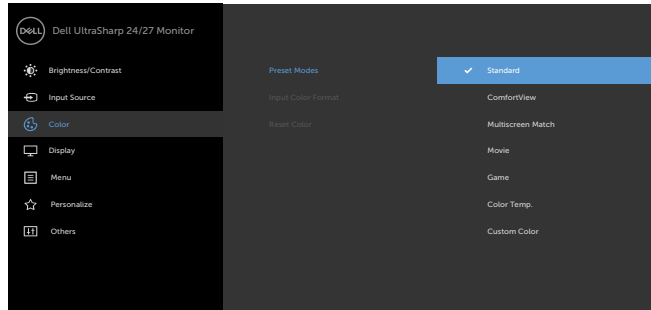 DELL Dell UltraSharp 24/27 Monitor
Brightness/Contrast Preset Modes Standard
Input Source Input Color Format ComfortView
Color Reset Color Multiscreen Match
Display Movie
Menu Game
Personalize Color Temp.
Others Custom Color